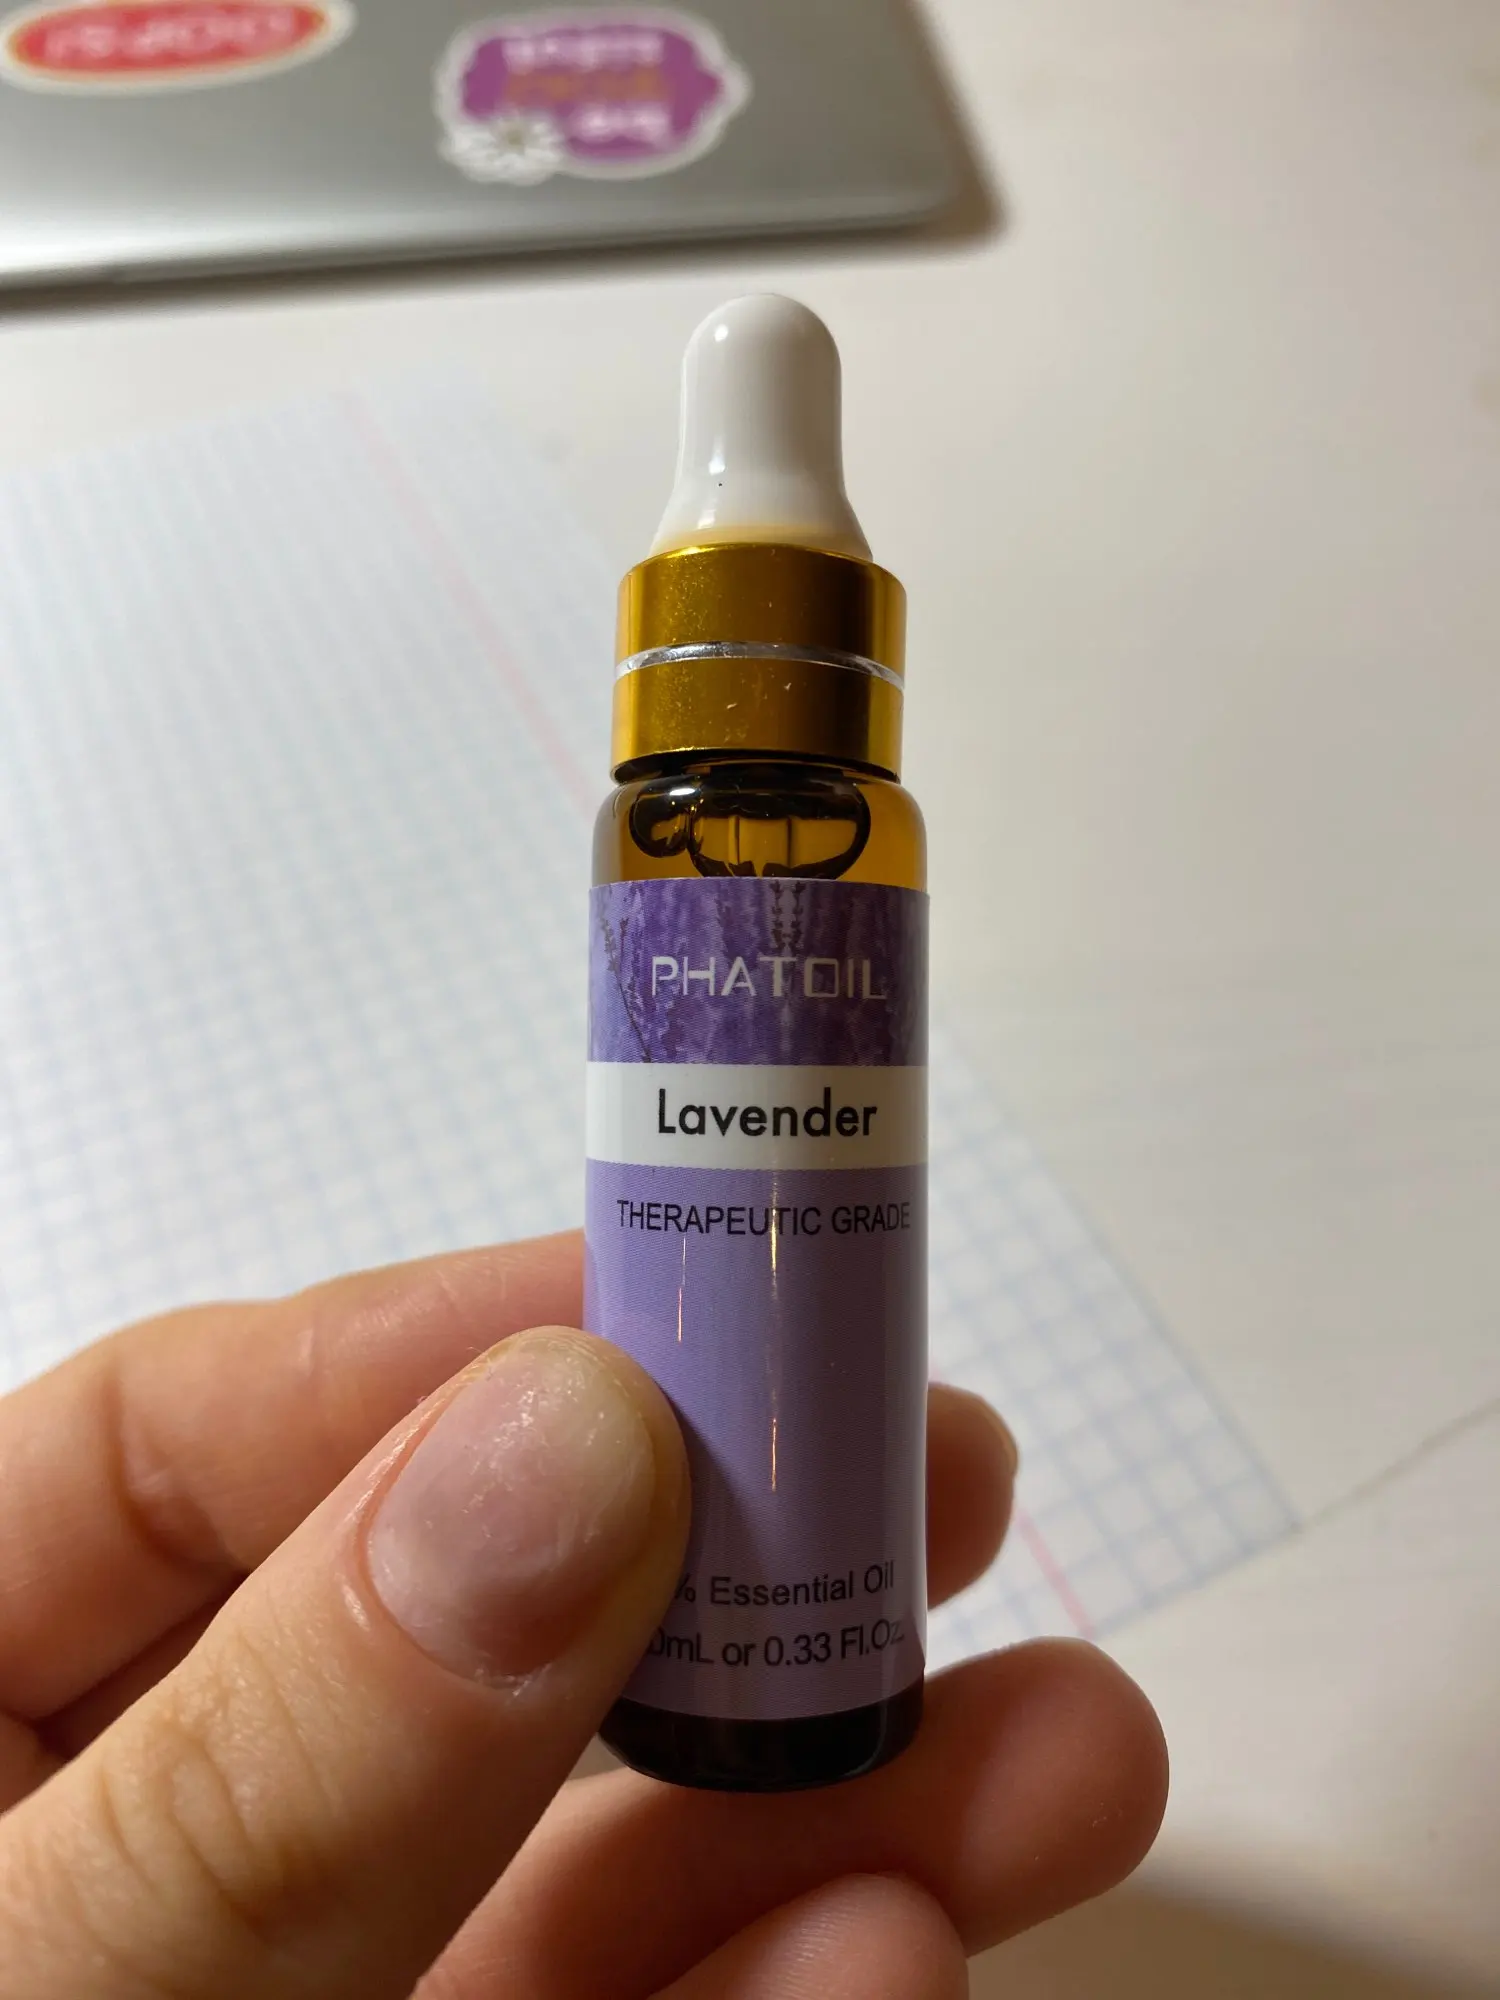 PHATOIL
Lavender
THERAPEUTIC GRADE
% Essential Oil
0mL or 0.33 Fl.Oz.